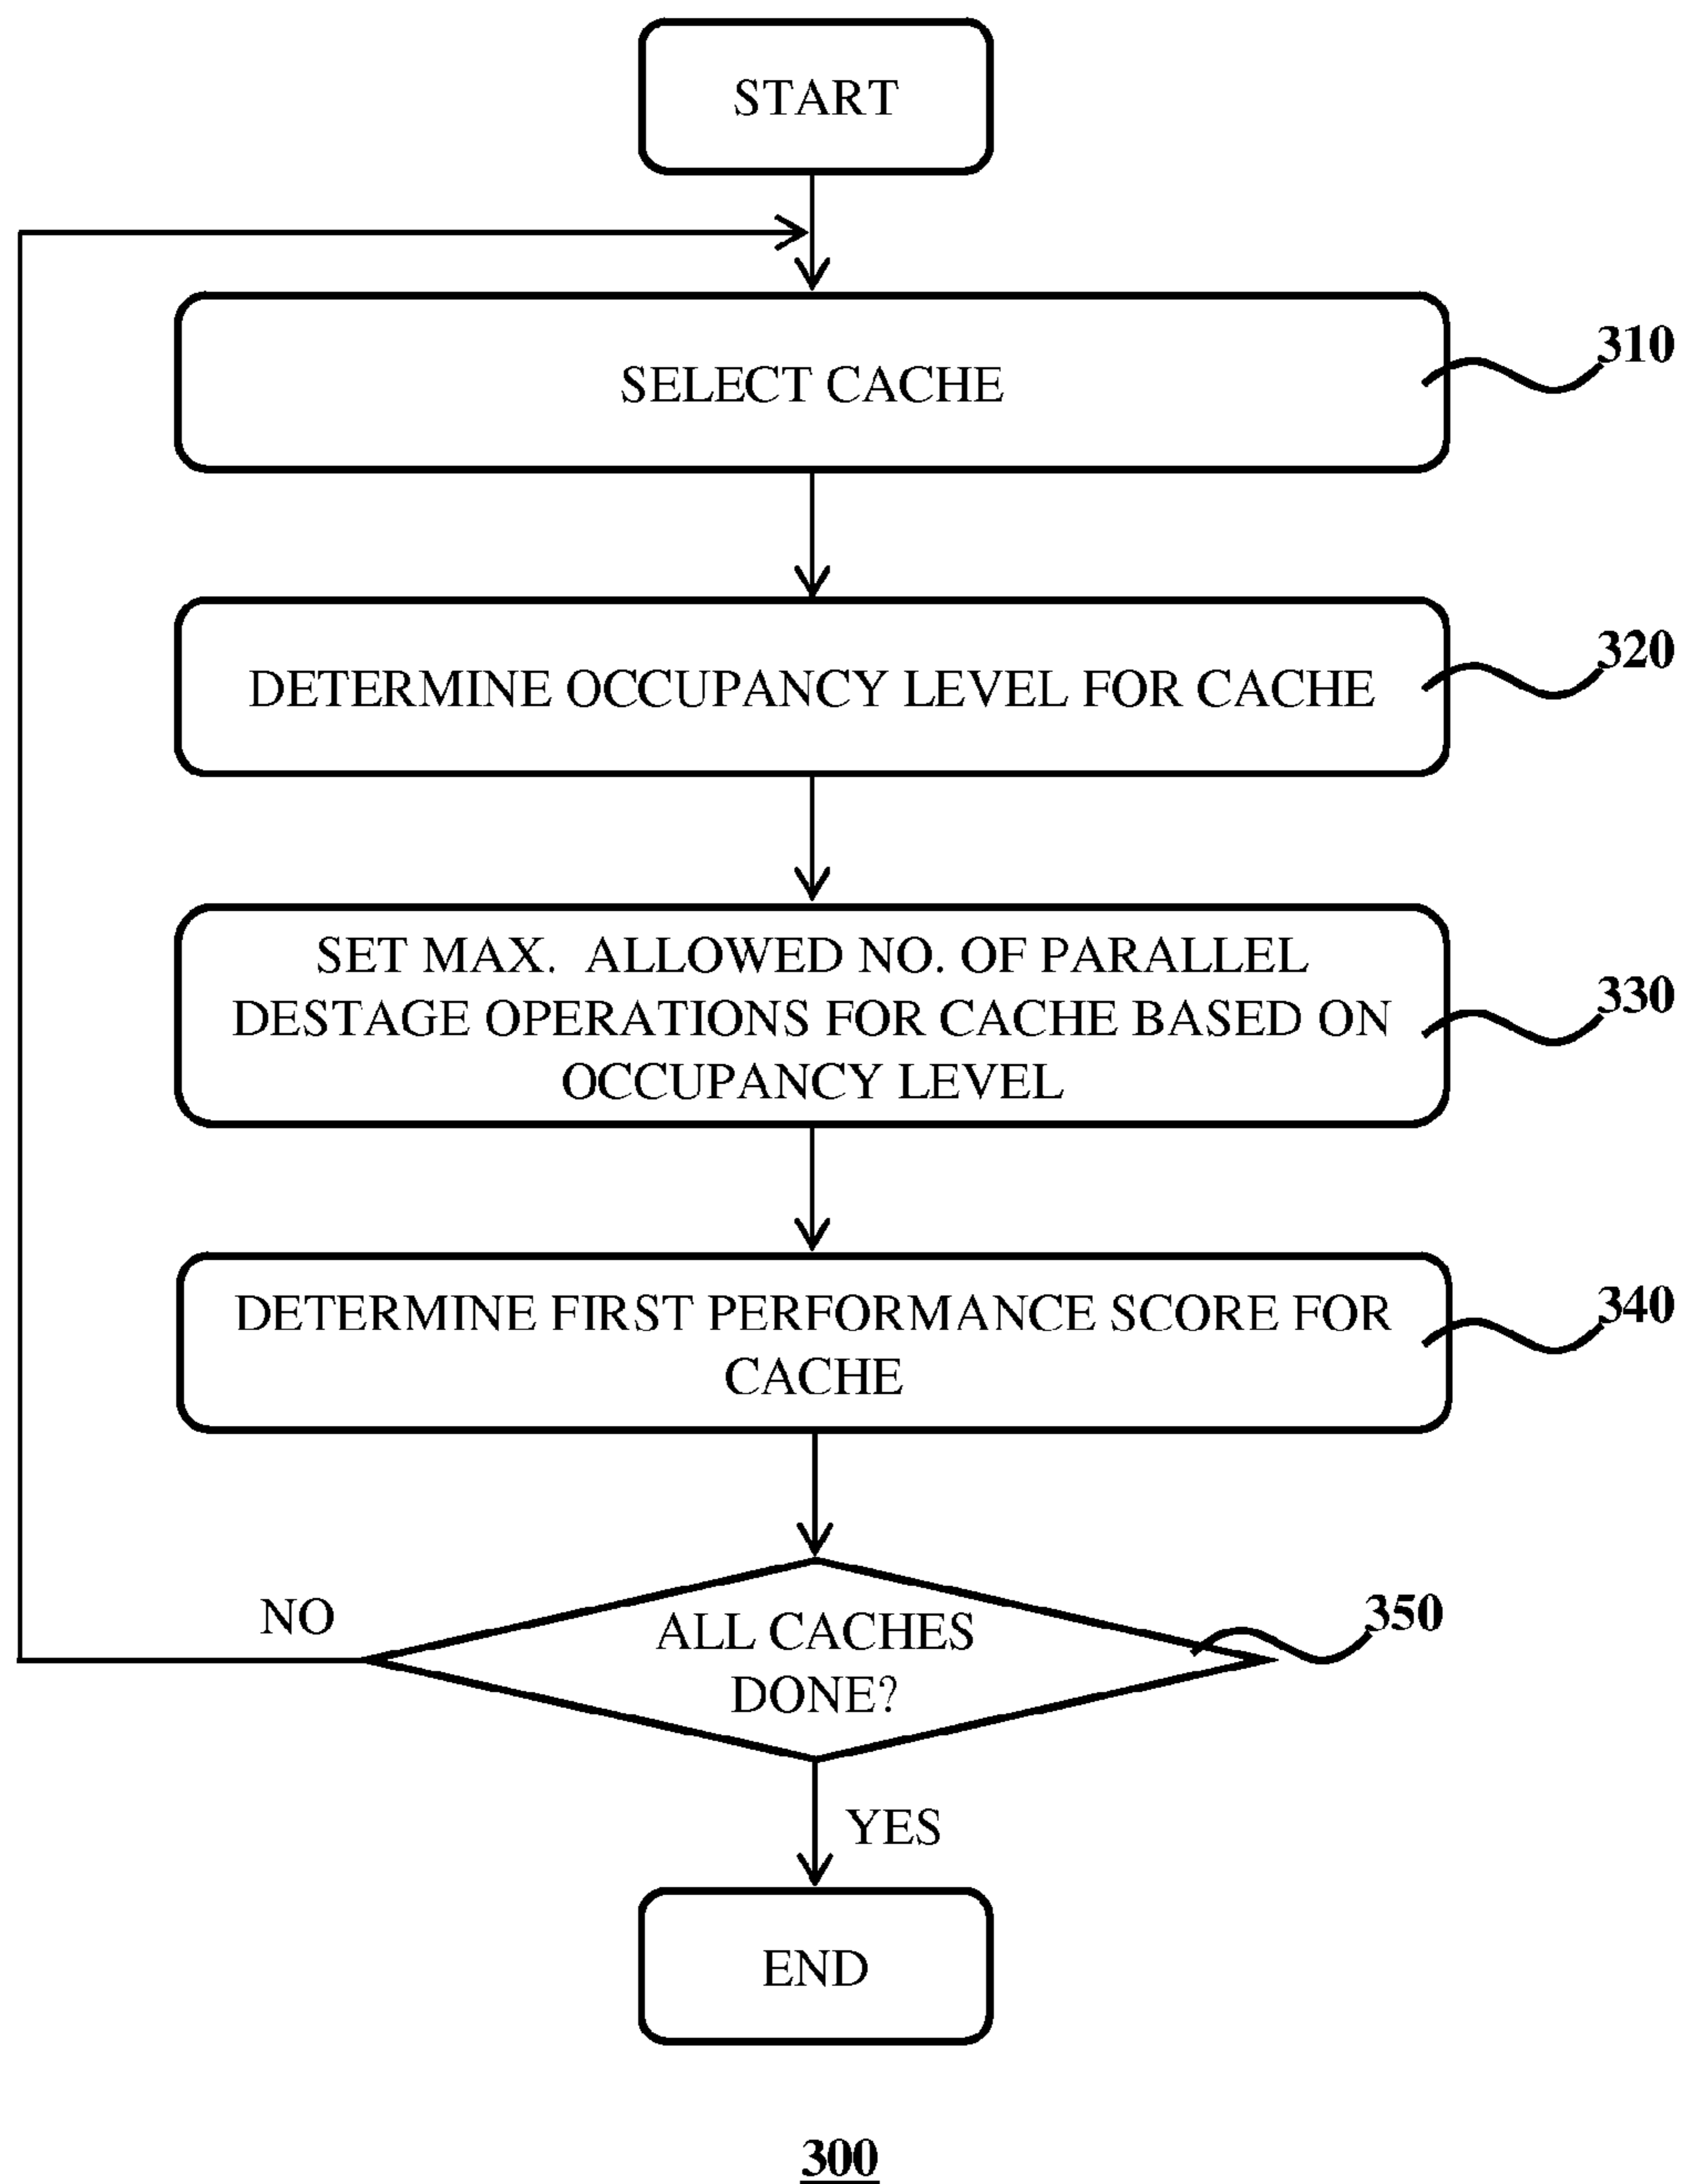 START
SELECT CACHE
310
DETERMINE OCCUPANCY LEVEL FOR CACHE
320
SET MAX. ALLOWED NO. OF PARALLEL
DESTAGE OPERATIONS FOR CACHE BASED ON
OCCUPANCY LEVEL
330
DETERMINE FIRST PERFORMANCE SCORE FOR
CACHE
340
NO
ALL CACHES
DONE?
350
YES
END
300